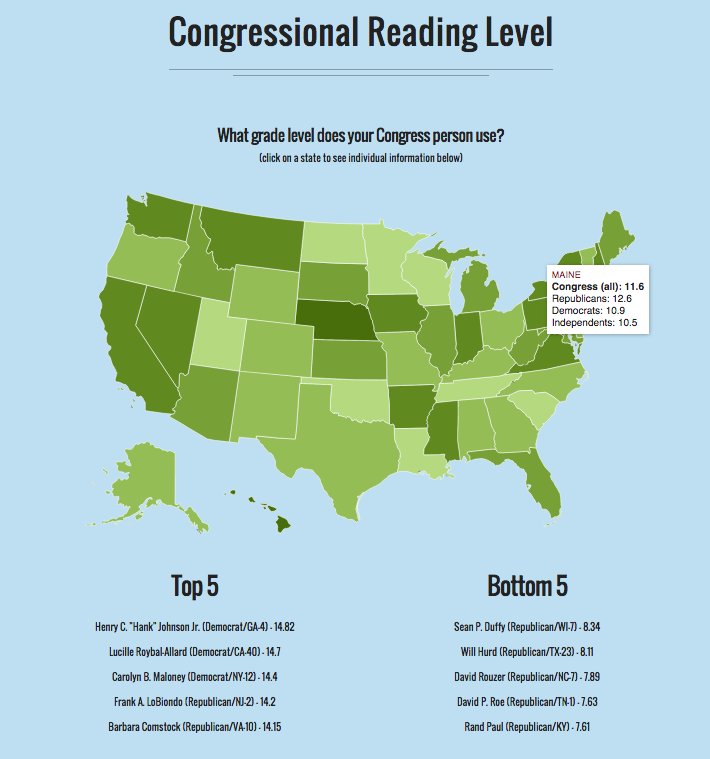 Congressional Reading Level
What grade level does your Congress person use?
(click on a state to see individual information below)
MAINE
Congress (all): 11.6
Republicans: 12.6
Democrats: 10.9
Independents: 10.5
Top 5
Henry C. "Hank" Johnson Jr. (Democrat/GA-4) - 14.82
Lucille Roybal-Allard (Democrat/CA-40) - 14.7
Carolyn B. Maloney (Democrat/NY-12) - 14.4
Frank A. LoBiondo (Republican/NJ-2) - 14.2
Barbara Comstock (Republican/VA-10) - 14.15
Bottom 5
Sean P. Duffy (Republican/WI-7) - 8.34
Will Hurd (Republican/TX-23) - 8.11
David Rouzer (Republican/NC-7) - 7.89
David P. Roe (Republican/TN-1) - 7.63
Rand Paul (Republican/KY) - 7.61